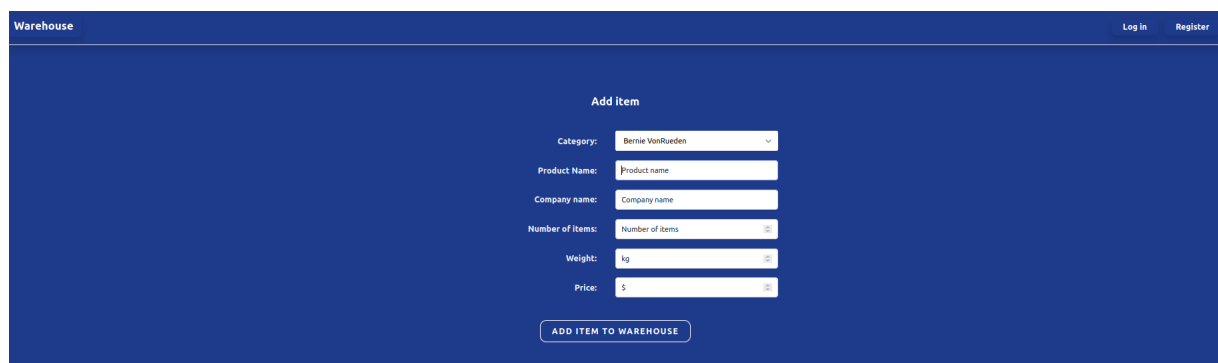 Warehouse
Log in Register
Add item
Category: Bernie VonRueden
Product Name: Product name
Company name: Company name
Number of items: Number of items
Weight: kg
Price: $
ADD ITEM TO WAREHOUSE